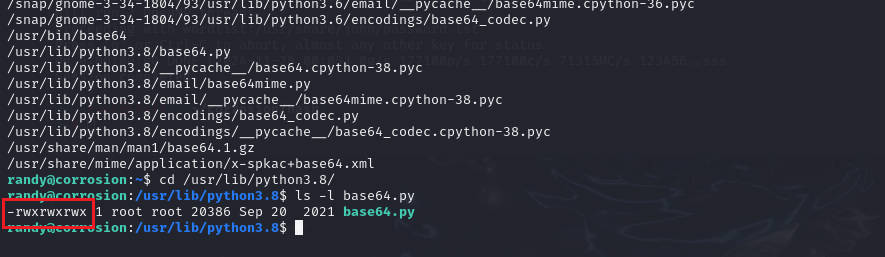 /snap/gnome-3-34-1804/93/usr/lib/python3.6/email/__pycache__/base64mime.cpython-36.pyc
/snap/gnome-3-34-1804/93/usr/lib/python3.6/encodings/base64_codec.py
/usr/bin/base64
/usr/lib/python3.8/base64.py
/usr/lib/python3.8/__pycache__/base64.cpython-38.pyc
/usr/lib/python3.8/email/base64mime.py
/usr/lib/python3.8/email/__pycache__/base64mime.cpython-38.pyc
/usr/lib/python3.8/encodings/base64_codec.py
/usr/lib/python3.8/encodings/__pycache__/base64_codec.cpython-38.pyc
/usr/share/man/man1/base64.1.gz
/usr/share/mime/application/x-spkac+base64.xml
randy@corrosion:~$ cd /usr/lib/python3.8/
randy@corrosion:/usr/lib/python3.8$ ls -l base64.py
-rwxrwxrwx 1 root root 20386 Sep 20  2021 base64.py
randy@corrosion:/usr/lib/python3.8$